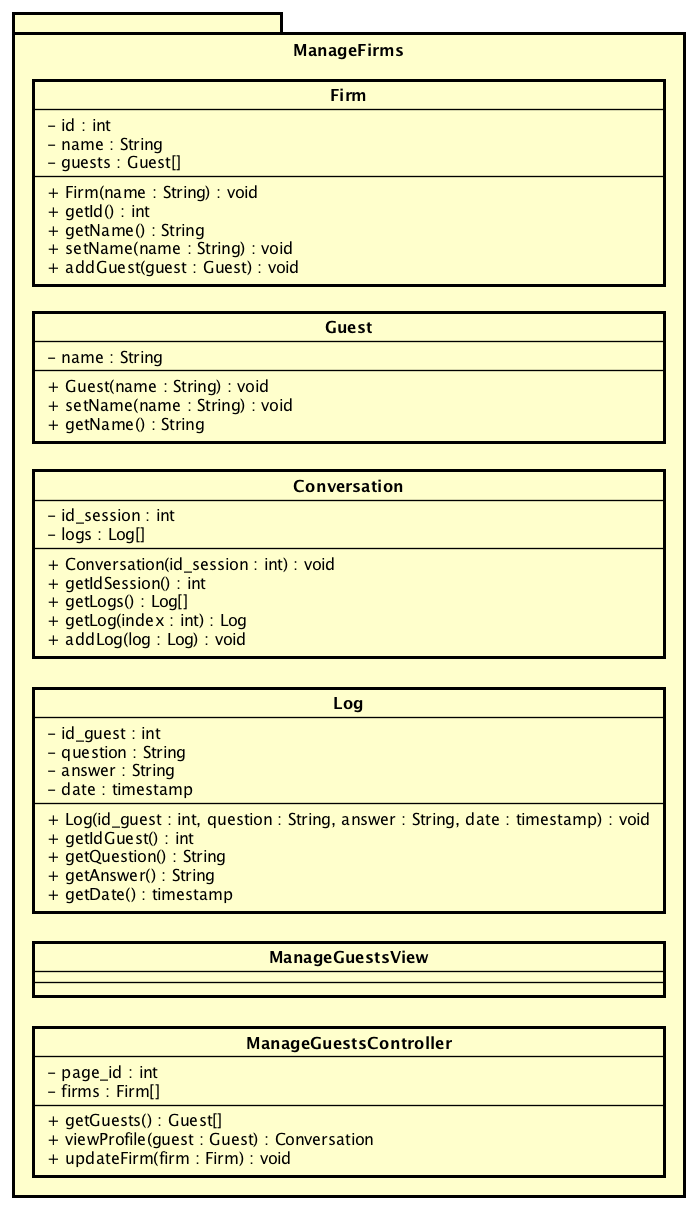 ManageFirms
Firm
- id : int
- name : String
- guests : Guest[]
+ Firm(name : String) : void
+ getId() : int
+ getName() : String
+ setName(name : String) : void
+ addGuest(guest : Guest) : void
Guest
- name : String
+ Guest(name : String) : void
+ setName(name : String) : void
+ getName() : String
Conversation
- id_session : int
- logs : Log[]
+ Conversation(id_session : int) : void
+ getIdSession() : int
+ getLogs() : Log[]
+ getLog(index : int) : Log
+ addLog(log : Log) : void
Log
- id_guest : int
- question : String
- answer : String
- date : timestamp
+ Log(id_guest : int, question : String, answer : String, date : timestamp) : void
+ getIdGuest() : int
+ getQuestion() : String
+ getAnswer() : String
+ getDate() : timestamp
ManageGuestsView
ManageGuestsController
- page_id : int
- firms : Firm[]
+ getGuests() : Guest[]
+ viewProfile(guest : Guest) : Conversation
+ updateFirm(firm : Firm) : void